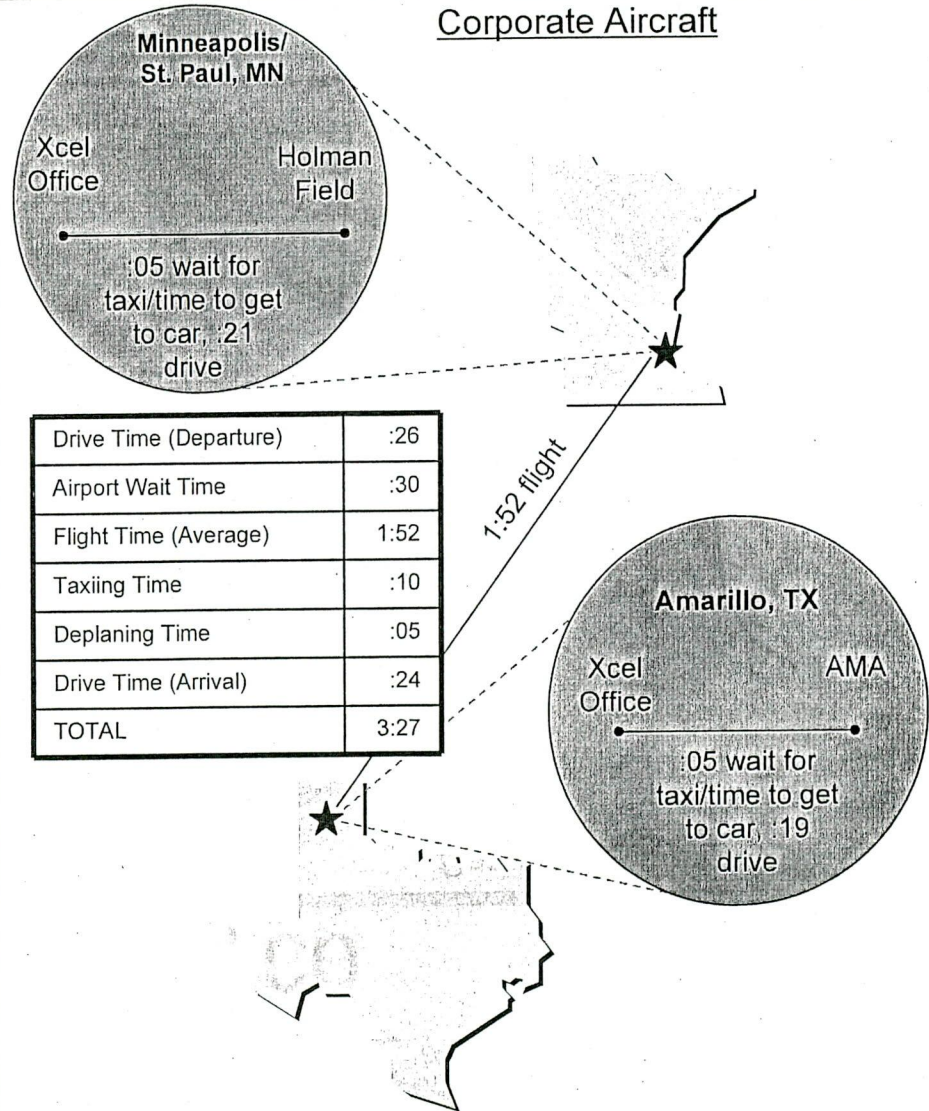 Corporate Aircraft
Minneapolis/
St. Paul, MN
Xcel
Office
Holman
Field
:05 wait for
taxi/time to get
to car, :21
drive
Drive Time (Departure) :26
Airport Wait Time :30
Flight Time (Average) 1:52
Taxiing Time :10
Deplaning Time :05
Drive Time (Arrival) :24
TOTAL 3:27
1:52 flight
Amarillo, TX
Xcel
Office
AMA
:05 wait for
taxi/time to get
to car, :19
drive